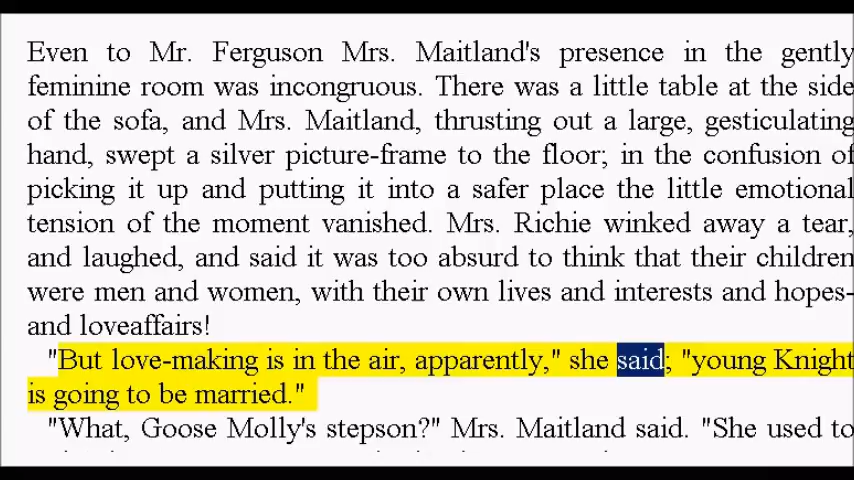 Even to Mr. Ferguson Mrs. Maitland's presence in the gently
feminine room was incongruous. There was a little table at the side
of the sofa, and Mrs. Maitland, thrusting out a large, gesticulating
hand, swept a silver picture-frame to the floor; in the confusion of
picking it up and putting it into a safer place the little emotional
tension of the moment vanished. Mrs. Richie winked away a tear,
and laughed, and said it was too absurd to think that their children
were men and women, with their own lives and interests and hopes-
and loveaffairs!
"But love-making is in the air, apparently," she said; "young Knight
is going to be married."
"What, Goose Molly's stepson?" Mrs. Maitland said. "She used to